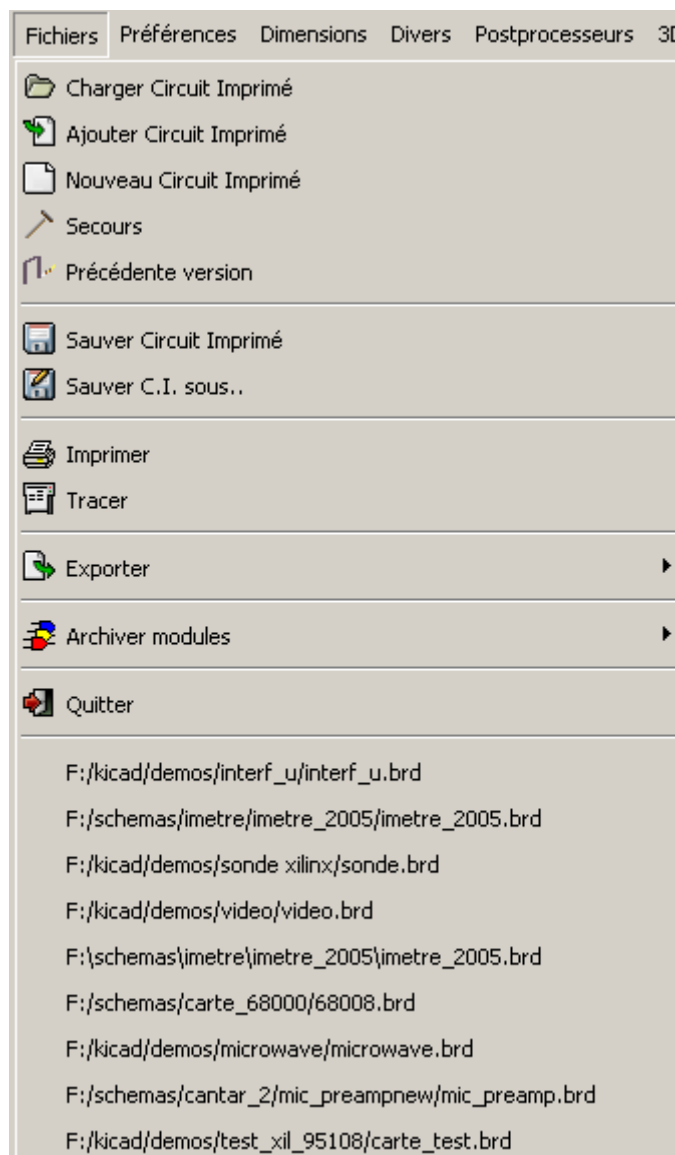 Fichiers Préférences Dimensions Divers Postprocesseurs 3D
Charger Circuit Imprimé
Ajouter Circuit Imprimé
Nouveau Circuit Imprimé
Secours
Précédente version
Sauver Circuit Imprimé
Sauver C.I. sous..
Imprimer
Tracer
Exporter
Archiver modules
Quitter
F:/kicad/demos/interf_u/interf_u.brd
F:/schemas/imetre/imetre_2005/imetre_2005.brd
F:/kicad/demos/sonde xilinx/sonde.brd
F:/kicad/demos/video/video.brd
F:\schemas\imetre\imetre_2005\imetre_2005.brd
F:/schemas/carte_68000/68008.brd
F:/kicad/demos/microwave/microwave.brd
F:/schemas/cantar_2/mic_preampnew/mic_preamp.brd
F:/kicad/demos/test_xil_95108/carte_test.brd